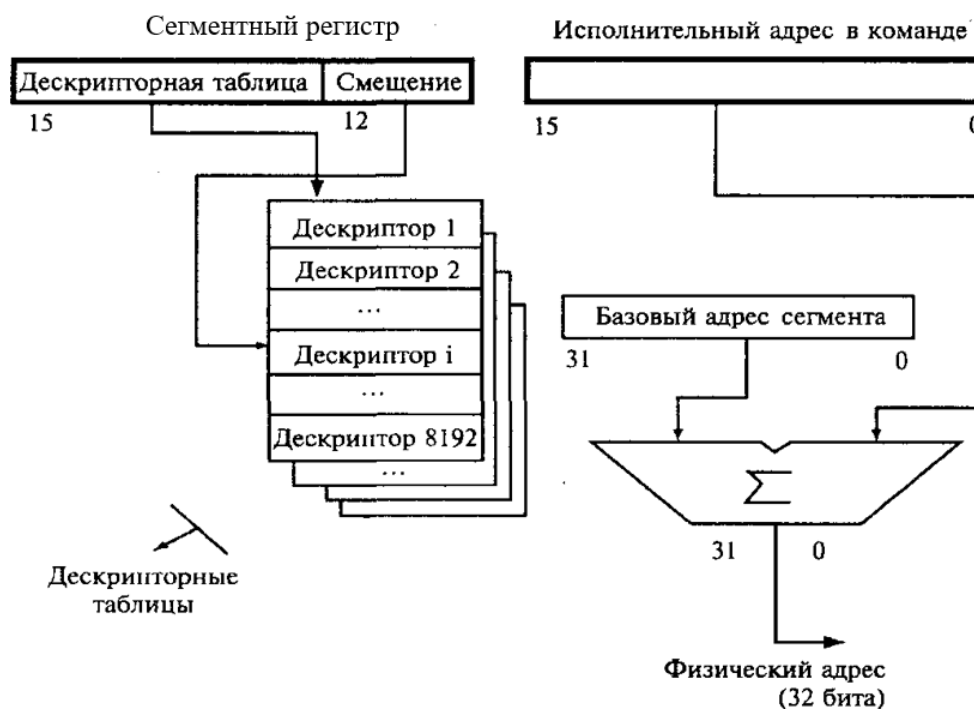 Сегментный регистр
Исполнительный адрес в команде
Дескрипторная таблица Смещение
15 12
15 0
Дескриптор 1
Дескриптор 2
...
Дескриптор i
...
Дескриптор 8192
...
Базовый адрес сегмента
31 0
Σ
31 0
Дескрипторные
таблицы
Физический адрес
(32 бита)